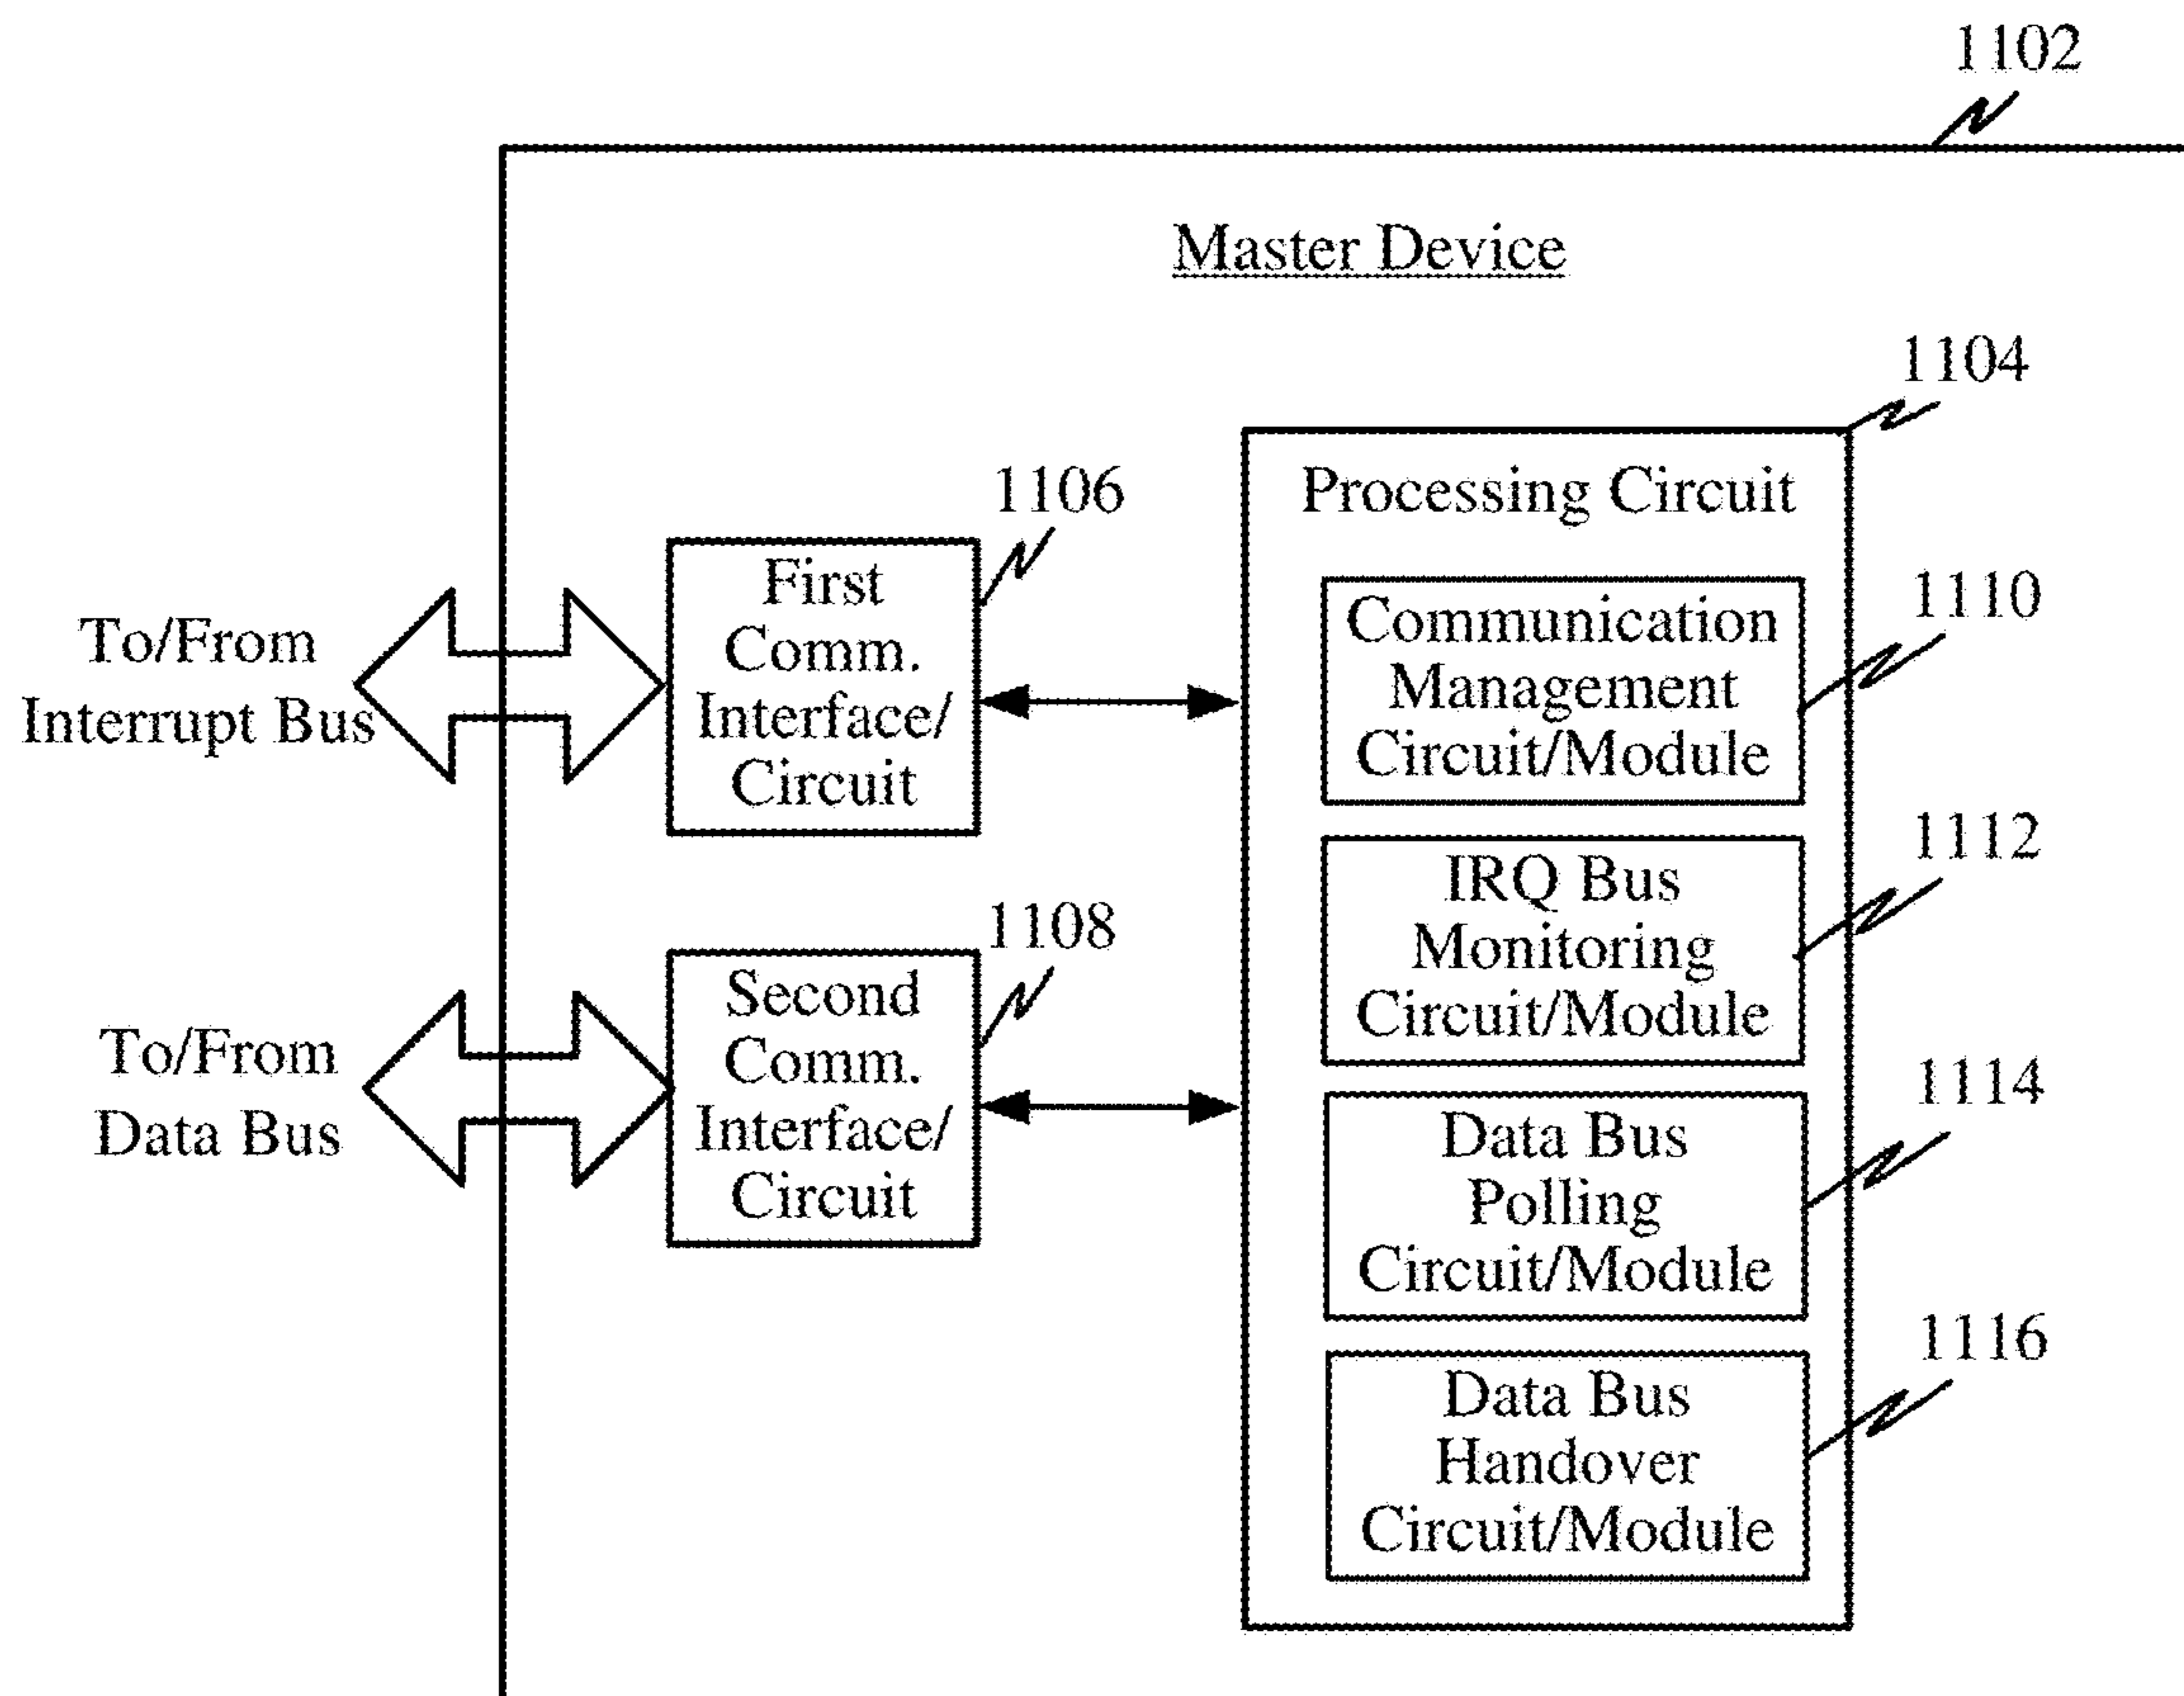 1102
Master Device
1104
Processing Circuit
1106
First
Comm.
Interface/
Circuit
To/From
Interrupt Bus
Communication
Management
Circuit/Module
1110
IRQ Bus
Monitoring
Circuit/Module
1112
1108
Second
Comm.
Interface/
Circuit
To/From
Data Bus
Data Bus
Polling
Circuit/Module
1114
Data Bus
Handover
Circuit/Module
1116